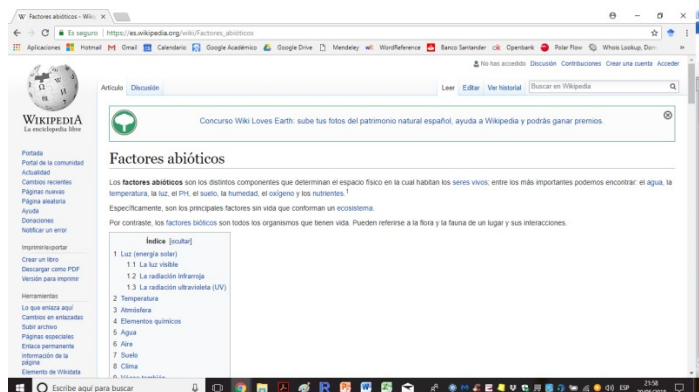 Factores abióticos - Wikip
Es seguro https://es.wikipedia.org/wiki/Factores_abióticos
Aplicaciones Hotmail Gmail Calendario Google Académico Google Drive Mendeley WordReference Banco Santander Openbank Polar Flow Whois Lookup, Dom
No has accedido Discusión Contribuciones Crear una cuenta Acceder
Artículo Discusión Leer Editar Ver historial Buscar en Wikipedia
WIKIPEDIA
La enciclopedia libre
Concurso Wiki Loves Earth: sube tus fotos del patrimonio natural español, ayuda a Wikipedia y podrás ganar premios.
Portada
Portal de la comunidad
Actualidad
Cambios recientes
Páginas nuevas
Página aleatoria
Ayuda
Donaciones
Notificar un error
Imprimir/exportar
Crear un libro
Descargar como PDF
Versión para imprimir
Herramientas
Lo que enlaza aquí
Cambios en enlazadas
Subir archivo
Páginas especiales
Enlace permanente
Información de la
página
Elemento de Wikidata
Factores abióticos
Los factores abióticos son los distintos componentes que determinan el espacio físico en la cual habitan los seres vivos; entre los más importantes podemos encontrar: el agua, la
temperatura, la luz, el PH, el suelo, la humedad, el oxígeno y los nutrientes.1
Específicamente, son los principales factores sin vida que conforman un ecosistema.
Por contraste, los factores bióticos son todos los organismos que tienen vida. Pueden referirse a la flora y la fauna de un lugar y sus interacciones.
Índice [ocultar]
1 Luz (energía solar)
1.1 La luz visible
1.2 La radiación infrarroja
1.3 La radiación ultravioleta (UV)
2 Temperatura
3 Atmósfera
4 Elementos químicos
5 Agua
6 Aire
7 Suelo
8 Clima
9 Véase también
Escribe aquí para buscar
ESP
21:58